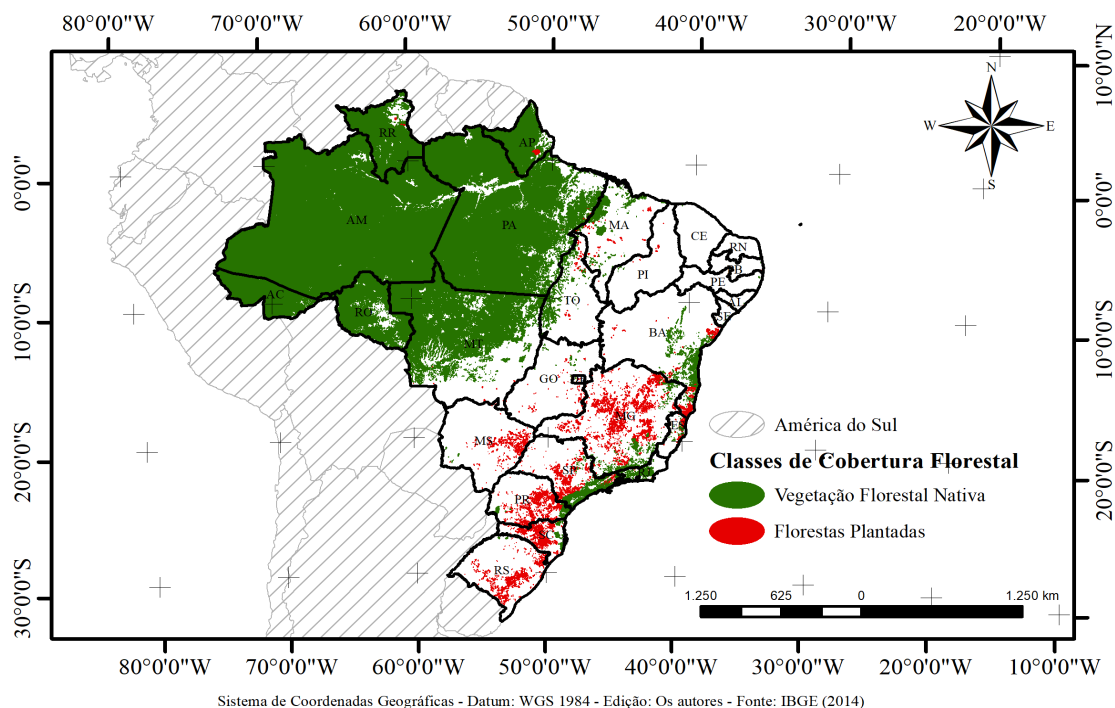 80°0'0"W 70°0'0"W 60°0'0"W 50°0'0"W 40°0'0"W 30°0'0"W 20°0'0"W
10°0'0"N
0°0'0"
10°0'0"S
20°0'0"S
30°0'0"S
0°0'0"
10°0'0"S
20°0'0"S
N
W E
S
RR
AP
AM
PA
MA
CE
RN
PI
PE
AC
TO
RO
BA
SE
MT
GO
MG
MS
SP
PR
SC
RS
América do Sul
Classes de Cobertura Florestal
Vegetação Florestal Nativa
Florestas Plantadas
1.250 625 0 1.250 km
80°0'0"W 70°0'0"W 60°0'0"W 50°0'0"W 40°0'0"W 30°0'0"W 20°0'0"W 10°0'0"W
Sistema de Coordenadas Geográficas - Datum: WGS 1984 - Edição: Os autores - Fonte: IBGE (2014)